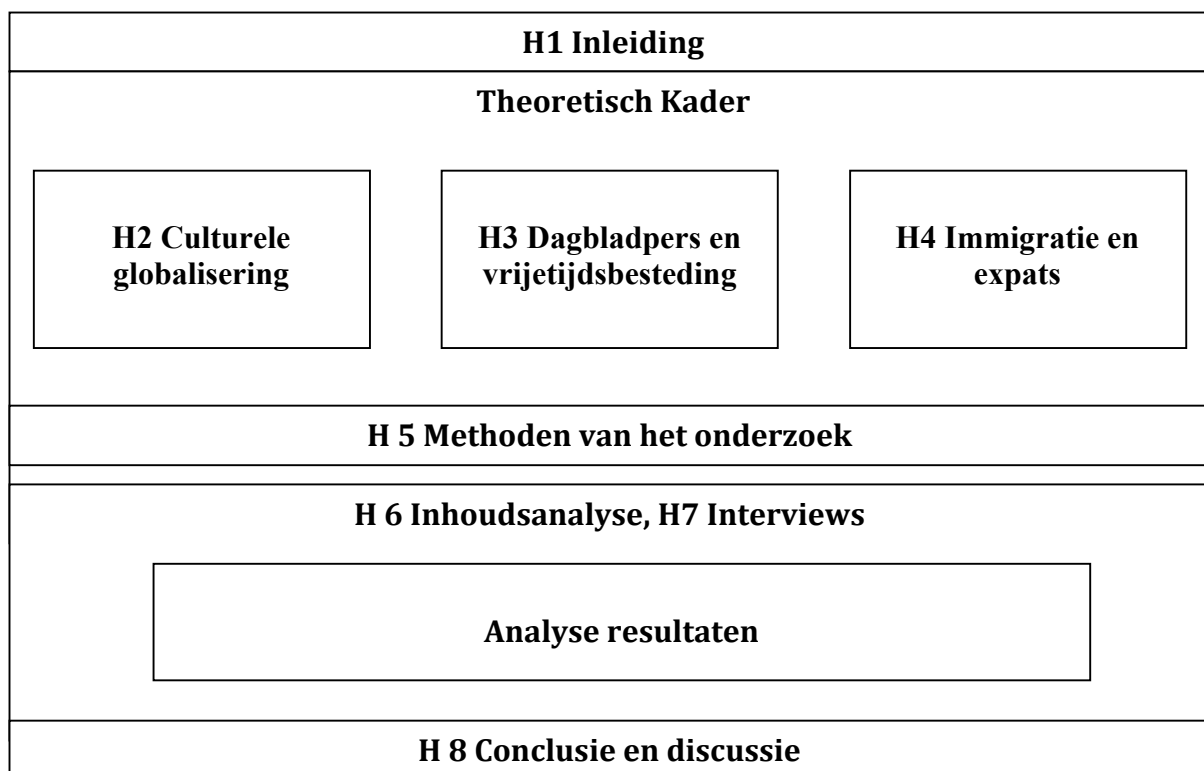 H1 Inleiding
Theoretisch Kader
H2 Culturele
globalisering
H3 Dagbladpers en
vrijetijdsbesteding
H4 Immigratie en
expats
H 5 Methoden van het onderzoek
H 6 Inhoudsanalyse, H7 Interviews
Analyse resultaten
H 8 Conclusie en discussie